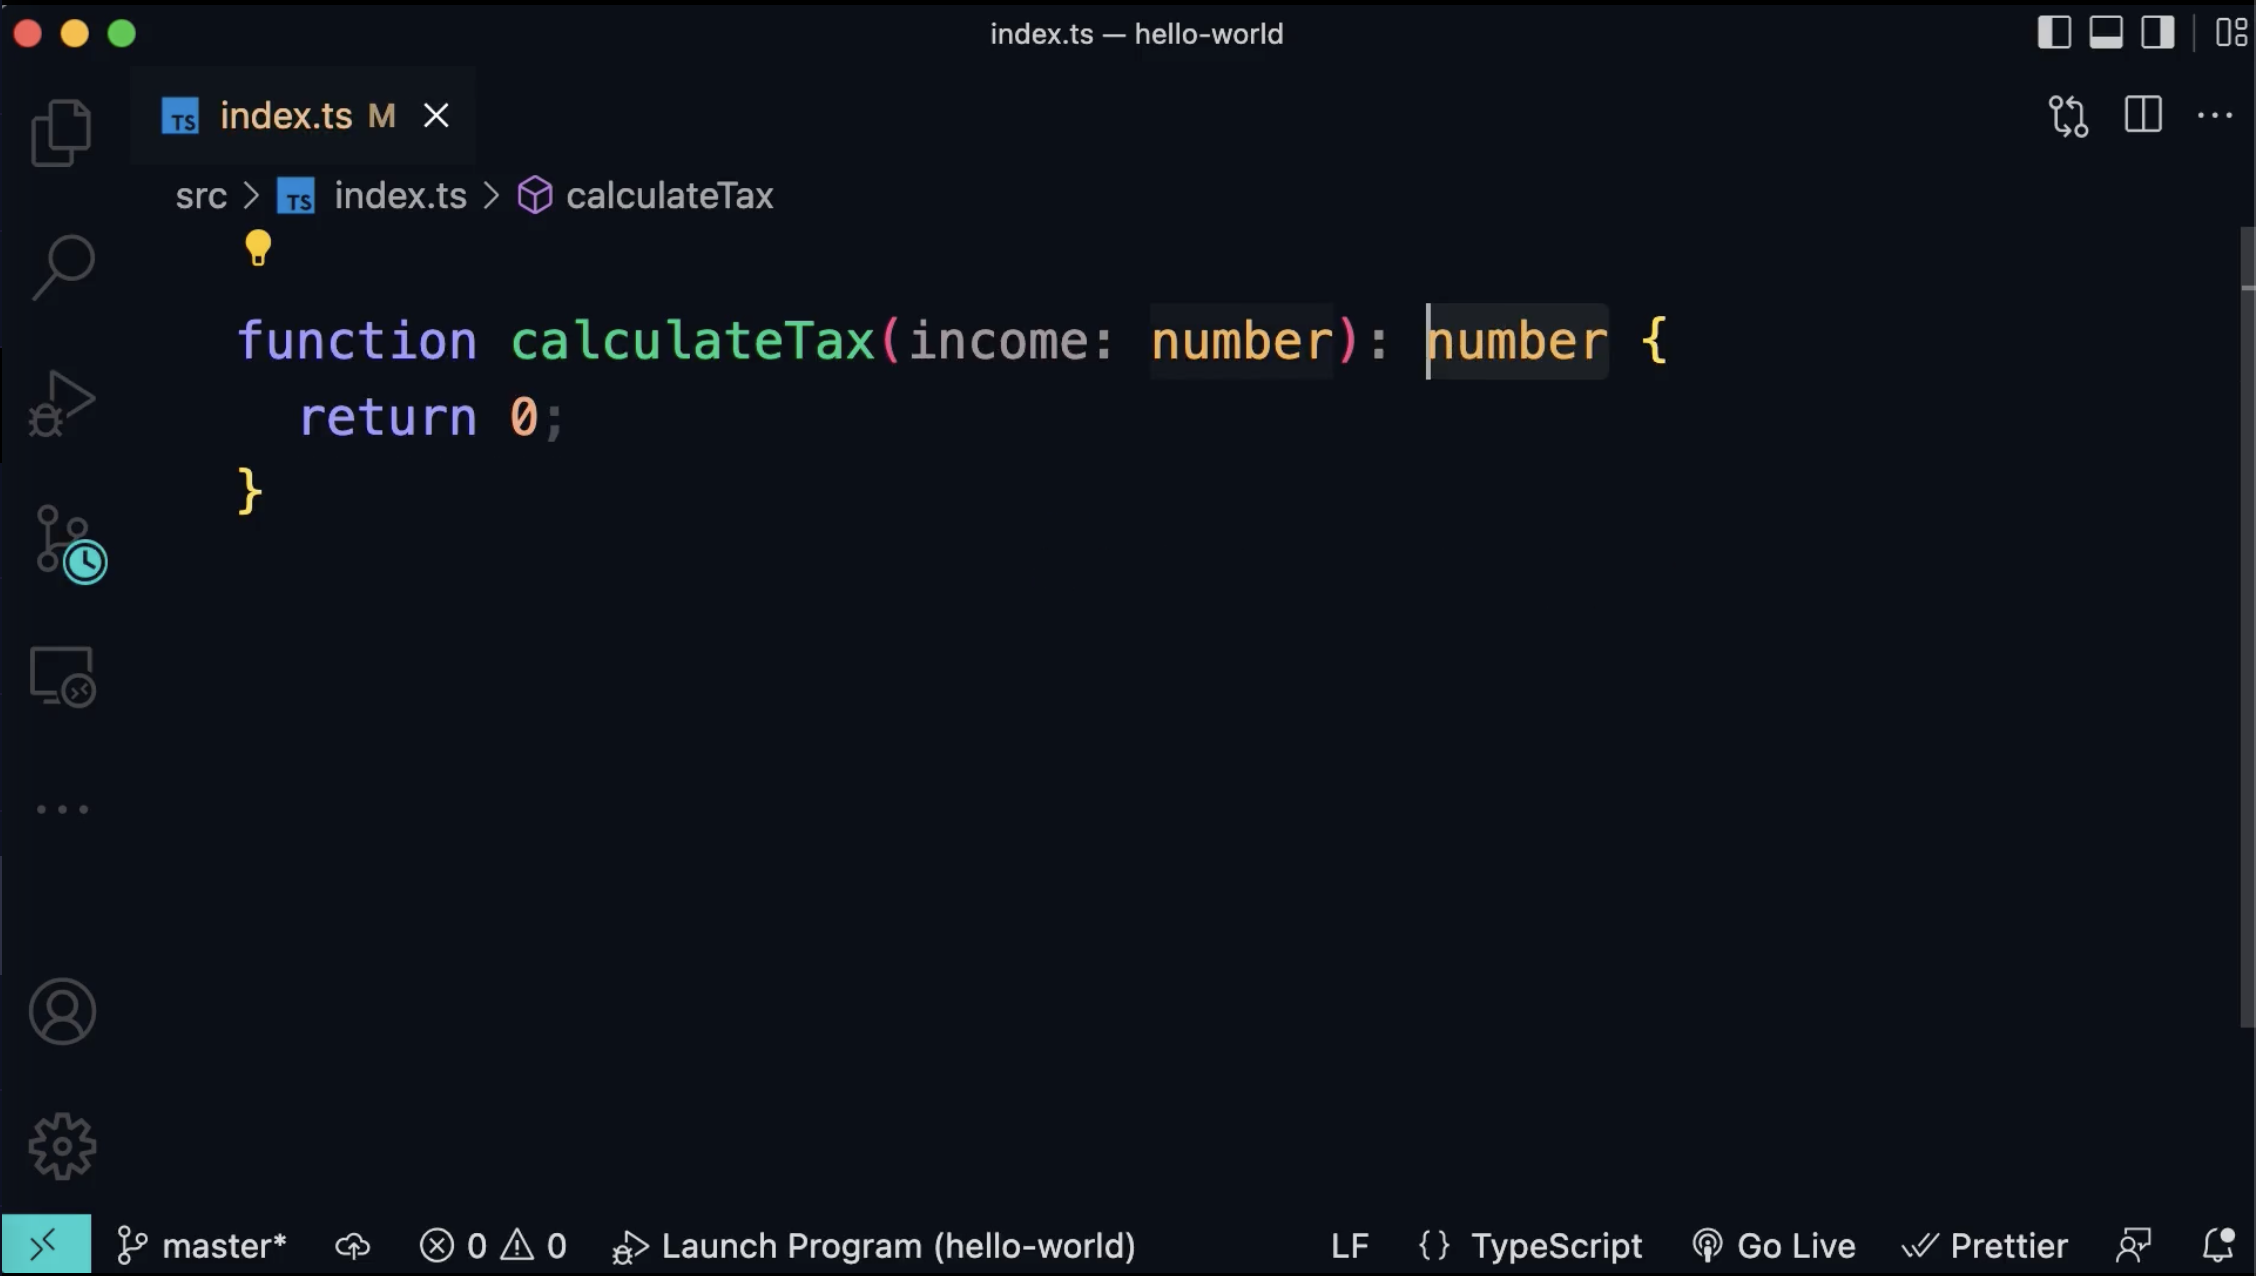 index.ts — hello-world
TS index.ts M
src > TS index.ts > calculateTax
function calculateTax(income: number): number {
return 0;
}
master* 0 0 Launch Program (hello-world) LF {} TypeScript Go Live Prettier